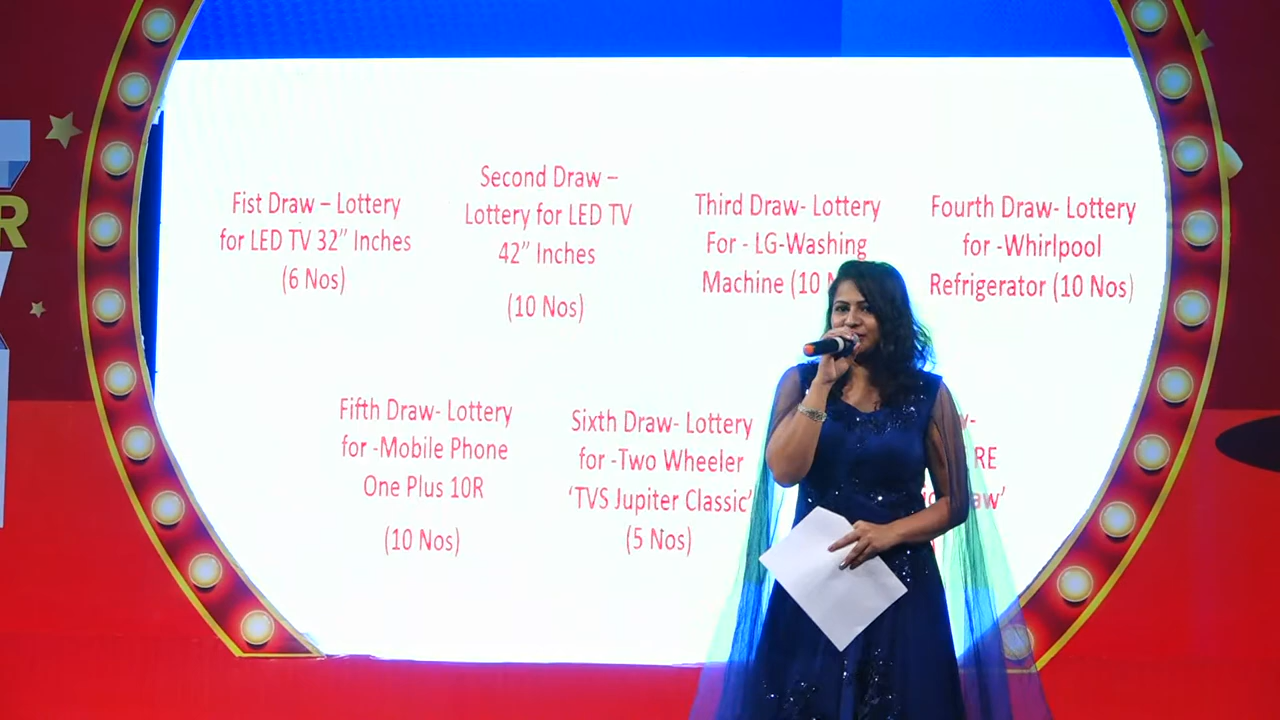 R
Fist Draw – Lottery
for LED TV 32” Inches
(6 Nos)
Second Draw –
Lottery for LED TV
42” Inches
(10 Nos)
Third Draw- Lottery
For - LG-Washing
Machine (10
Fourth Draw- Lottery
for -Whirlpool
Refrigerator (10 Nos)
Fifth Draw- Lottery
for -Mobile Phone
One Plus 10R
(10 Nos)
Sixth Draw- Lottery
for -Two Wheeler
‘TVS Jupiter Classic’
(5 Nos)
RE